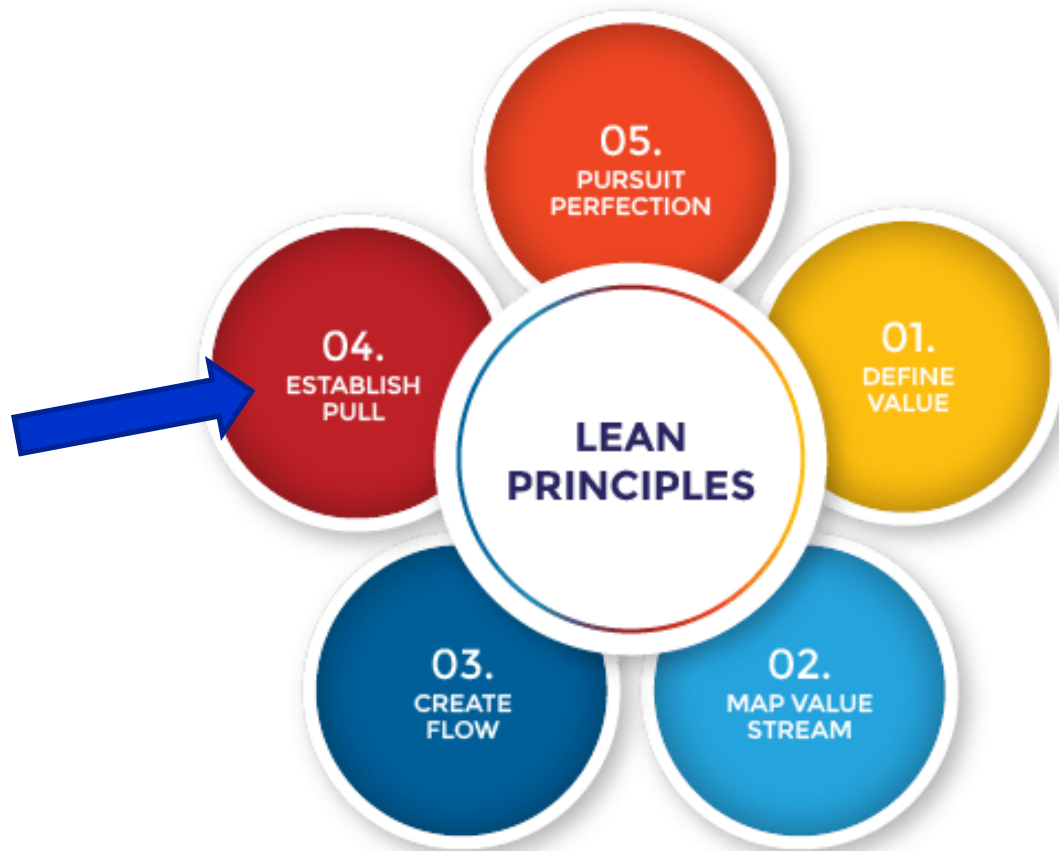 05.
PURSUIT
PERFECTION
04.
ESTABLISH
PULL
01.
DEFINE
VALUE
LEAN
PRINCIPLES
03.
CREATE
FLOW
02.
MAP VALUE
STREAM